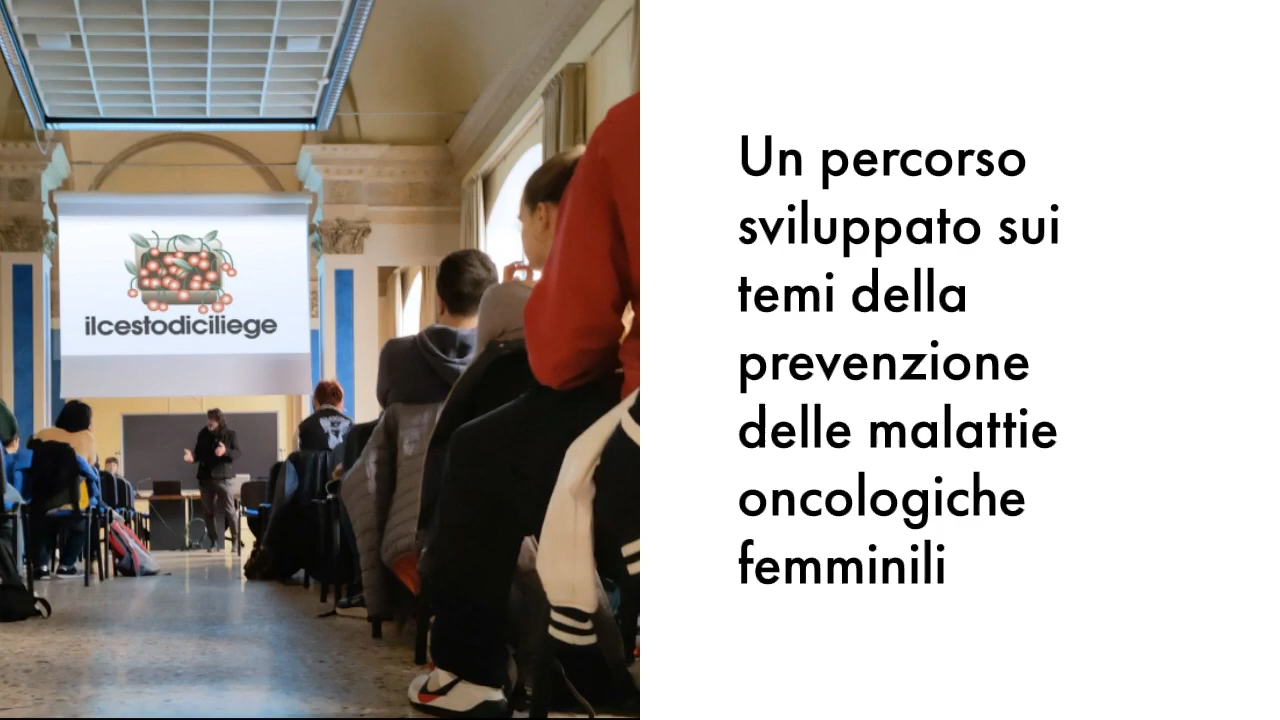 ilcestodiciliege
Un percorso
sviluppato sui
temi della
prevenzione
delle malattie
oncologiche
femminili